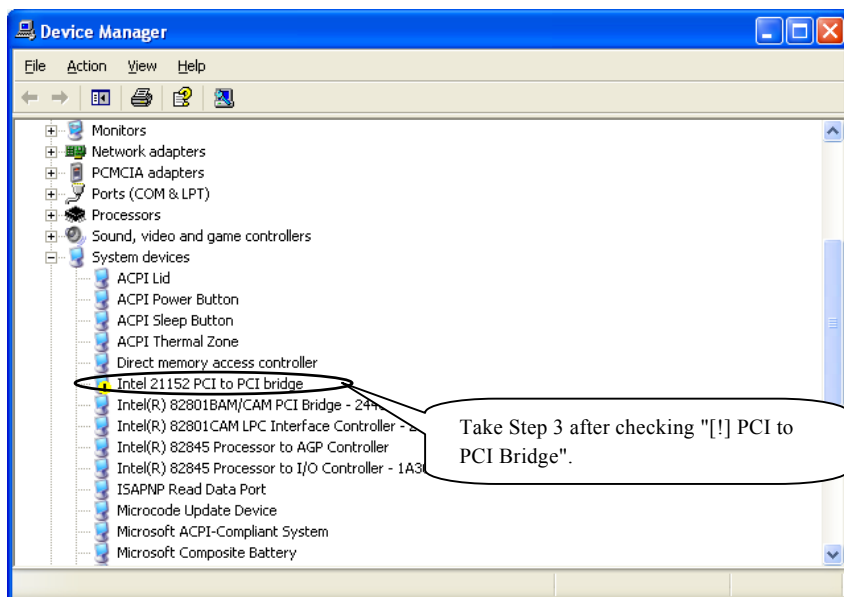 Device Manager
File Action View Help
Monitors
Network adapters
PCMCIA adapters
Ports (COM & LPT)
Processors
Sound, video and game controllers
System devices
ACPI Lid
ACPI Power Button
ACPI Sleep Button
ACPI Thermal Zone
Direct memory access controller
Intel 21152 PCI to PCI bridge
Intel(R) 82801BAM/CAM PCI Bridge - 244
Intel(R) 82801CAM LPC Interface Controller -
Intel(R) 82845 Processor to AGP Controller
Intel(R) 82845 Processor to I/O Controller - 1A3
ISAPNP Read Data Port
Microcode Update Device
Microsoft ACPI-Compliant System
Microsoft Composite Battery
Take Step 3 after checking "[!] PCI to
PCI Bridge".